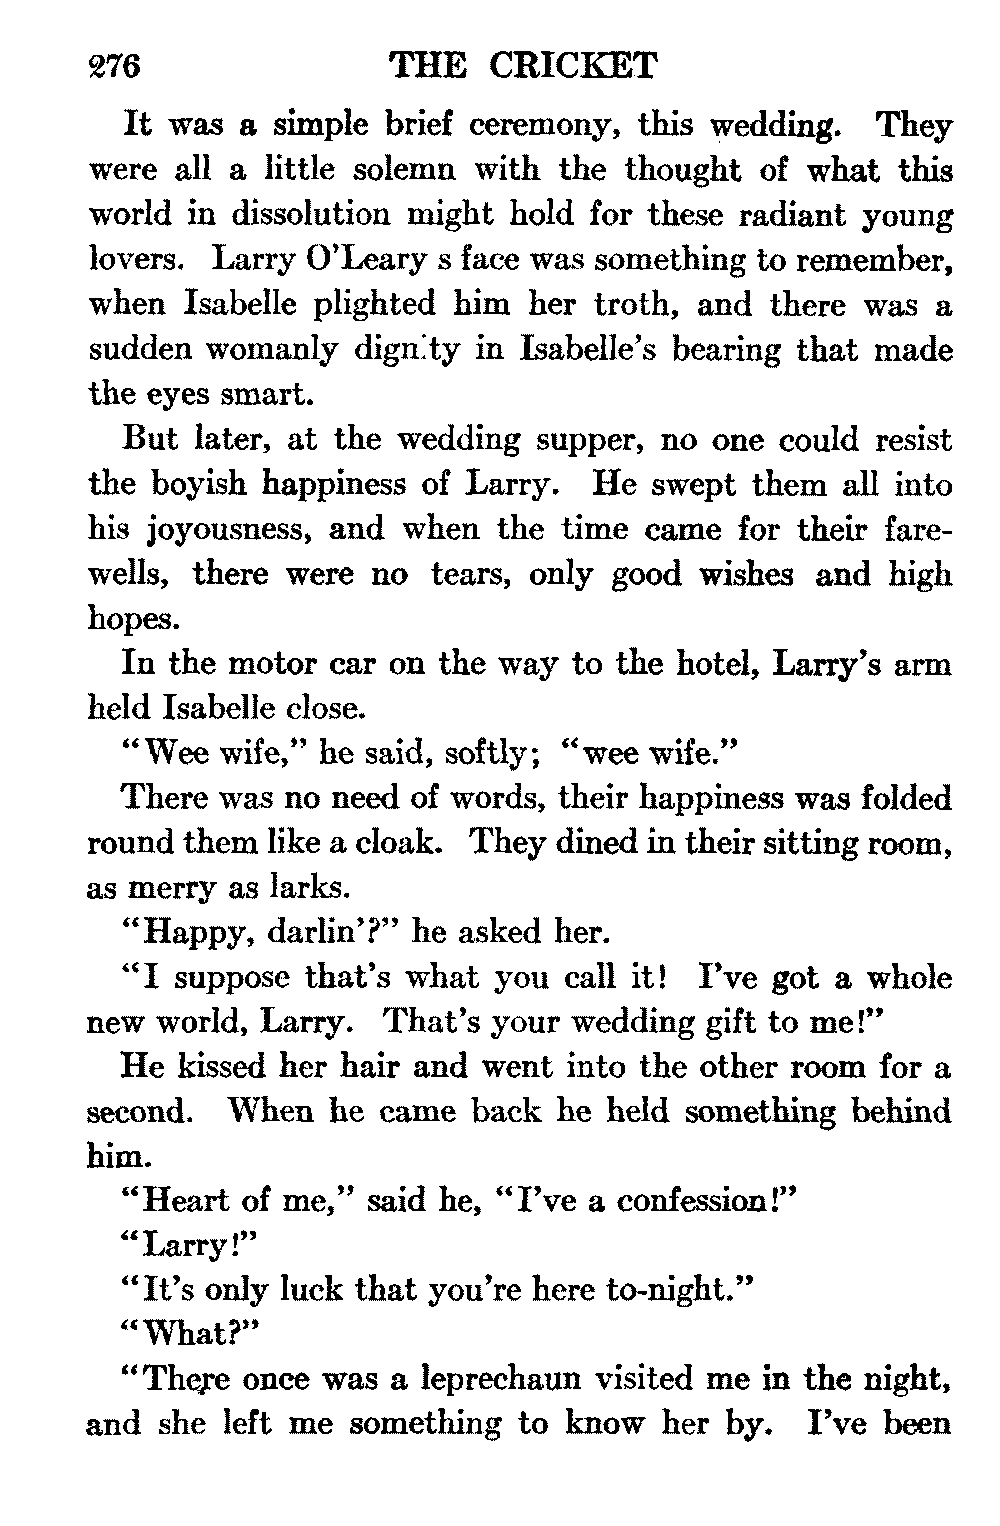 276 THE CRICKET
It was a simple brief ceremony, this wedding. They
were all a little solemn with the thought of what this
world in dissolution might hold for these radiant young
lovers. Larry O'Leary s face was something to remember,
when Isabelle plighted him her troth, and there was a
sudden womanly dignity in Isabelle's bearing that made
the eyes smart.
But later, at the wedding supper, no one could resist
the boyish happiness of Larry. He swept them all into
his joyousness, and when the time came for their fare-
wells, there were no tears, only good wishes and high
hopes.
In the motor car on the way to the hotel, Larry's arm
held Isabelle close.
"Wee wife," he said, softly; "wee wife."
There was no need of words, their happiness was folded
round them like a cloak. They dined in their sitting room,
as merry as larks.
"Happy, darlin'?" he asked her.
"I suppose that's what you call it! I've got a whole
new world, Larry. That's your wedding gift to me!"
He kissed her hair and went into the other room for a
second. When he came back he held something behind
him.
"Heart of me," said he, "I've a confession!"
"Larry!"
"It's only luck that you're here to-night."
"What?"
"There once was a leprechaun visited me in the night,
and she left me something to know her by. I've been